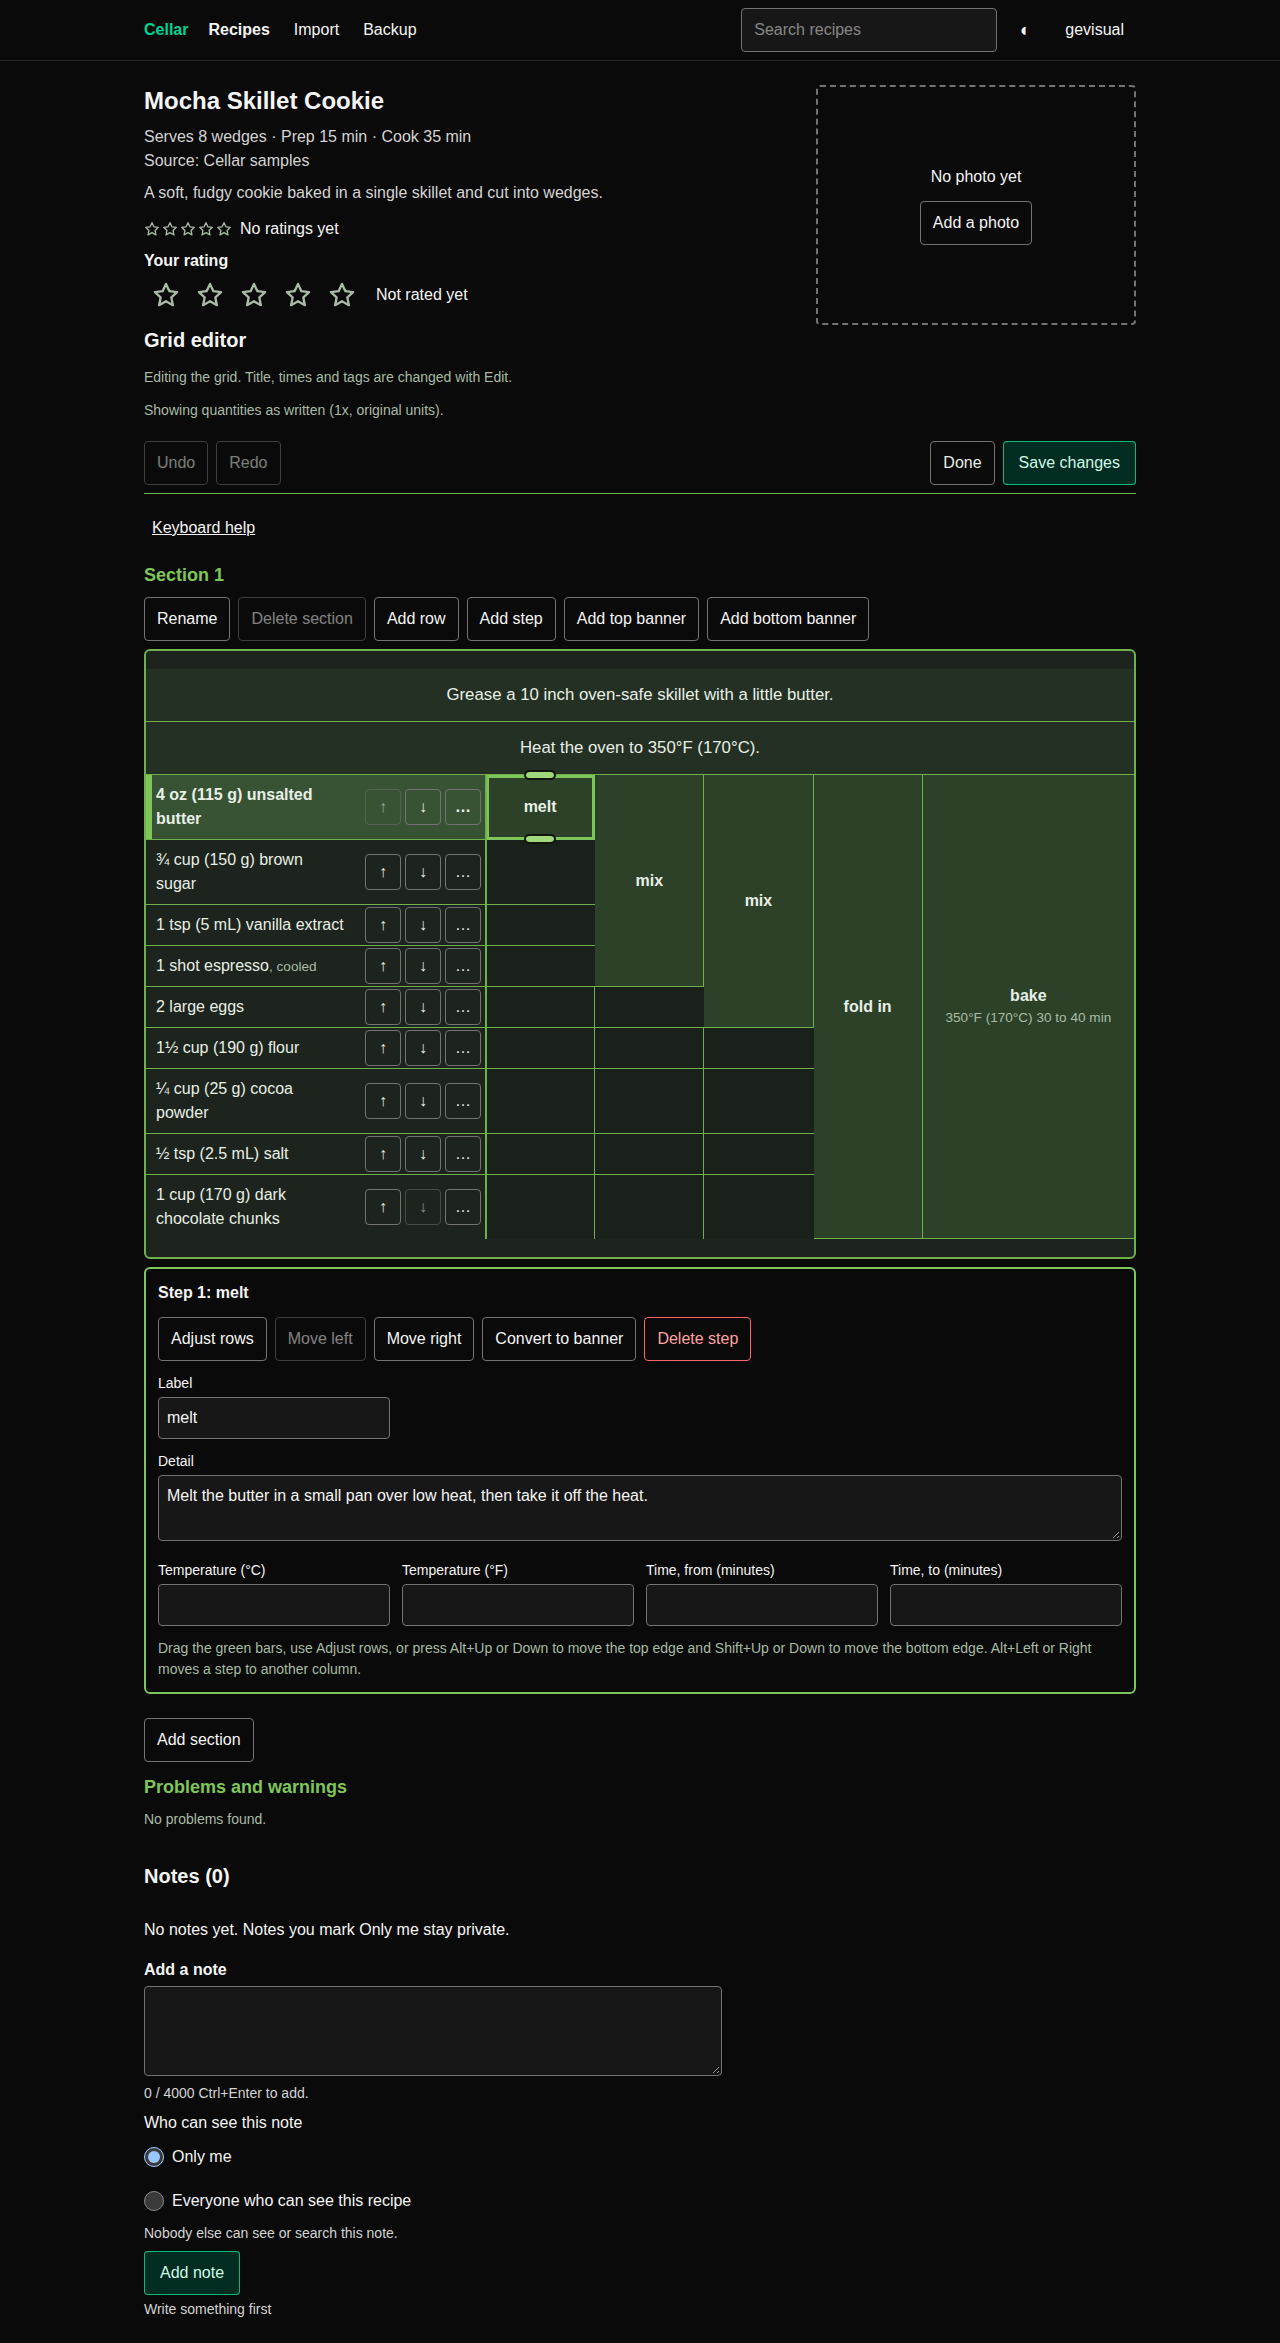 Cellar Recipes Import Backup Search recipes gevisual
Mocha Skillet Cookie
Serves 8 wedges · Prep 15 min · Cook 35 min
Source: Cellar samples
A soft, fudgy cookie baked in a single skillet and cut into wedges.
No ratings yet
Your rating
Not rated yet
No photo yet
Add a photo
Grid editor
Editing the grid. Title, times and tags are changed with Edit.
Showing quantities as written (1x, original units).
Undo Redo Done Save changes
Keyboard help
Section 1
Rename Delete section Add row Add step Add top banner Add bottom banner
Grease a 10 inch oven-safe skillet with a little butter.
Heat the oven to 350°F (170°C).
4 oz (115 g) unsalted
butter
↑ ↓ …
melt
¾ cup (150 g) brown
sugar
↑ ↓ …
mix
mix
1 tsp (5 mL) vanilla extract ↑ ↓ …
1 shot espresso, cooled ↑ ↓ …
2 large eggs ↑ ↓ …
fold in
bake
350°F (170°C) 30 to 40 min
1½ cup (190 g) flour ↑ ↓ …
¼ cup (25 g) cocoa
powder
↑ ↓ …
½ tsp (2.5 mL) salt ↑ ↓ …
1 cup (170 g) dark
chocolate chunks
↑ ↓ …
Step 1: melt
Adjust rows Move left Move right Convert to banner Delete step
Label
melt
Detail
Melt the butter in a small pan over low heat, then take it off the heat.
Temperature (°C) Temperature (°F) Time, from (minutes) Time, to (minutes)
Drag the green bars, use Adjust rows, or press Alt+Up or Down to move the top edge and Shift+Up or Down to move the bottom edge. Alt+Left or Right
moves a step to another column.
Add section
Problems and warnings
No problems found.
Notes (0)
No notes yet. Notes you mark Only me stay private.
Add a note
0 / 4000 Ctrl+Enter to add.
Who can see this note
Only me
Everyone who can see this recipe
Nobody else can see or search this note.
Add note
Write something first